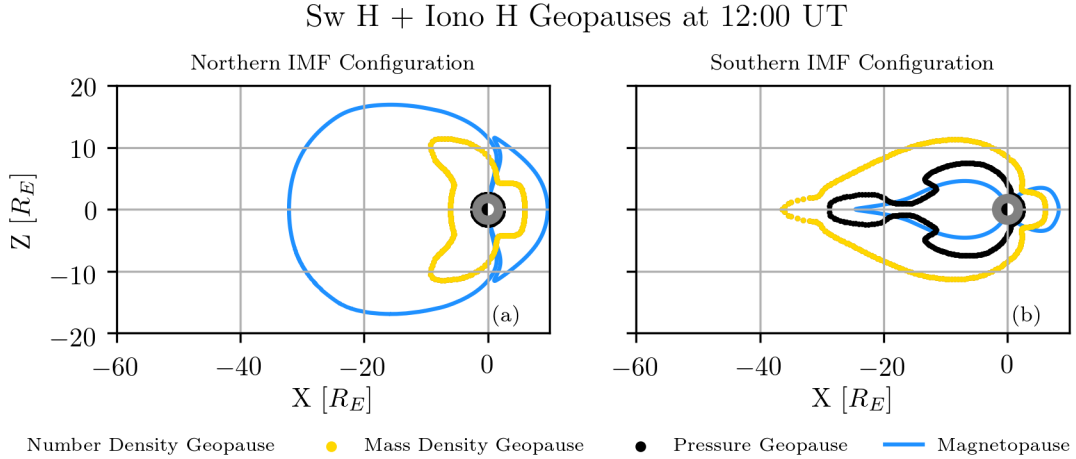 Sw H + Iono H Geopauses at 12:00 UT
Northern IMF Configuration
Southern IMF Configuration
20
10
0
−10
−20
Z [R_E]
(a)
(b)
−60
−40
−20
0
−60
−40
−20
0
X [R_E]
X [R_E]
Number Density Geopause
Mass Density Geopause
Pressure Geopause
Magnetopause